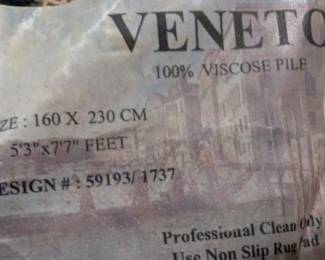 VENETO
100% VISCOSE PILE
ZE : 160 X 230 CM
5'3"x7'7" FEET
ESIGN # : 59193/ 1737
Professional Clean Only
Use Non Slip Rug Pad